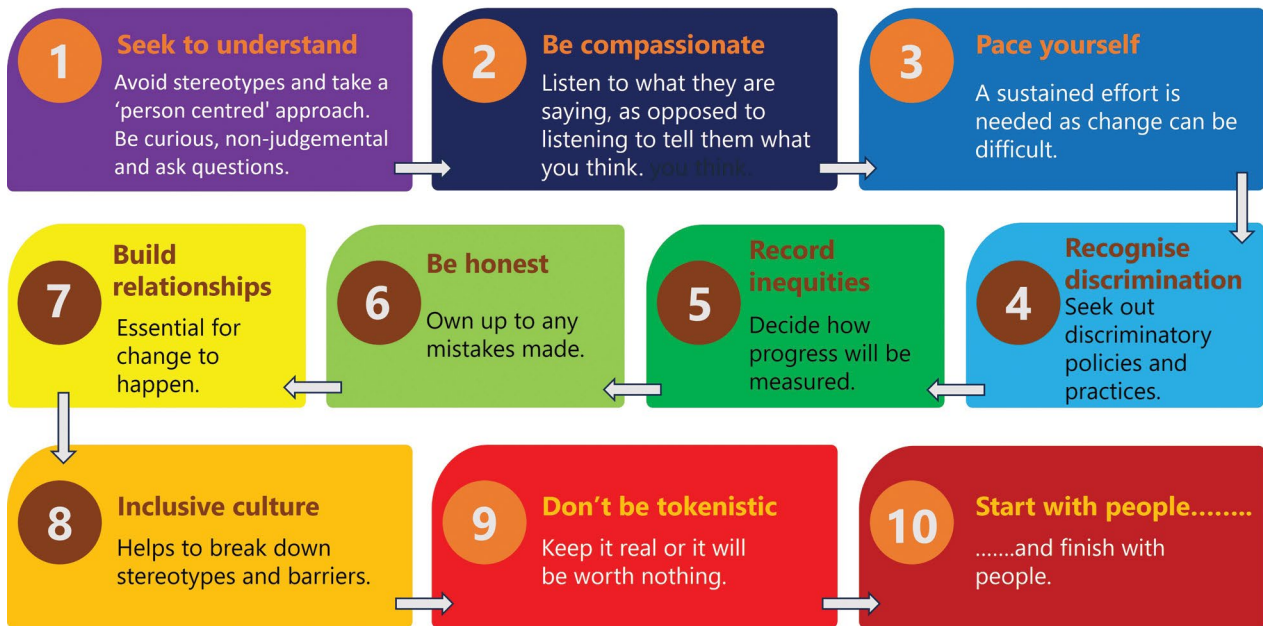 1
Seek to understand
Avoid stereotypes and take a
‘person centred' approach.
Be curious, non-judgemental
and ask questions.
2
Be compassionate
Listen to what they are
saying, as opposed to
listening to tell them what
you think. you think.
3
Pace yourself
A sustained effort is
needed as change can be
difficult.
4
Recognise
discrimination
Seek out
discriminatory
policies and
practices.
5
Record
inequities
Decide how
progress will be
measured.
6
Be honest
Own up to any
mistakes made.
7
Build
relationships
Essential for
change to
happen.
8
Inclusive culture
Helps to break down
stereotypes and barriers.
9
Don’t be tokenistic
Keep it real or it will
be worth nothing.
10
Start with people........
.......and finish with
people.